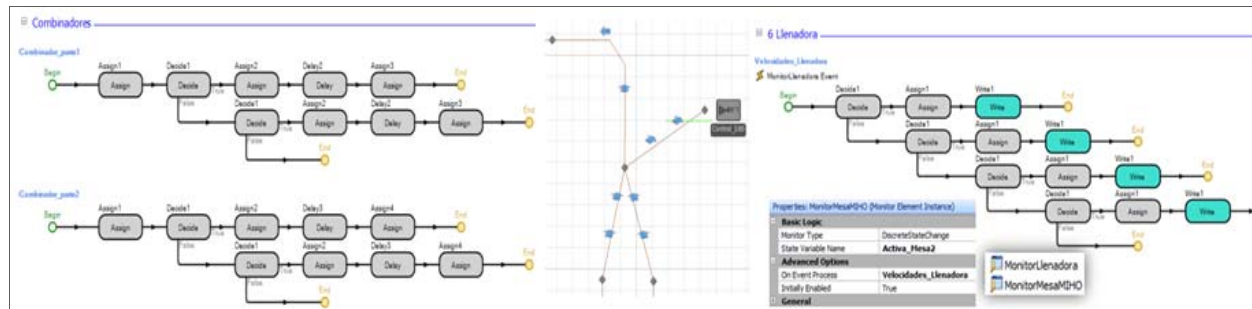 Combinadores
Combinador_parte1
Begin Assign1 Decide1 Assign2 Delay2 Assign3 End
Assign Decide True Assign Delay Assign
False Decide1 Assign2 Delay2 Assign3 End
Decide True Assign Delay Assign
False End
Combinador_parte2
Begin Assign1 Decide1 Assign2 Delay3 Assign4 End
Assign Decide True Assign Delay Assign
False Decide1 Assign2 Delay3 Assign4 End
Decide True Assign Delay Assign
False End
6 Llenadora
Velocidades_Llenadora
MonitorLlenadora Event
Begin Decide1 Assign1 Write1 End
Decide True Assign Write
False Decide1 Assign1 Write1 End
Decide True Assign Write
False Decide1 Assign1 Write1 End
Decide True Assign Write
False Decide1 Assign1 Write1
Decide True Assign Write
False End
Properties: MonitorMesaMIHO (Monitor Element Instance)
Basic Logic
Monitor Type DiscreteStateChange
State Variable Name Activa_Mesa2
Advanced Options
On Event Process Velocidades_Llenadora
Initially Enabled True
General
MonitorLlenadora
MonitorMesaMIHO